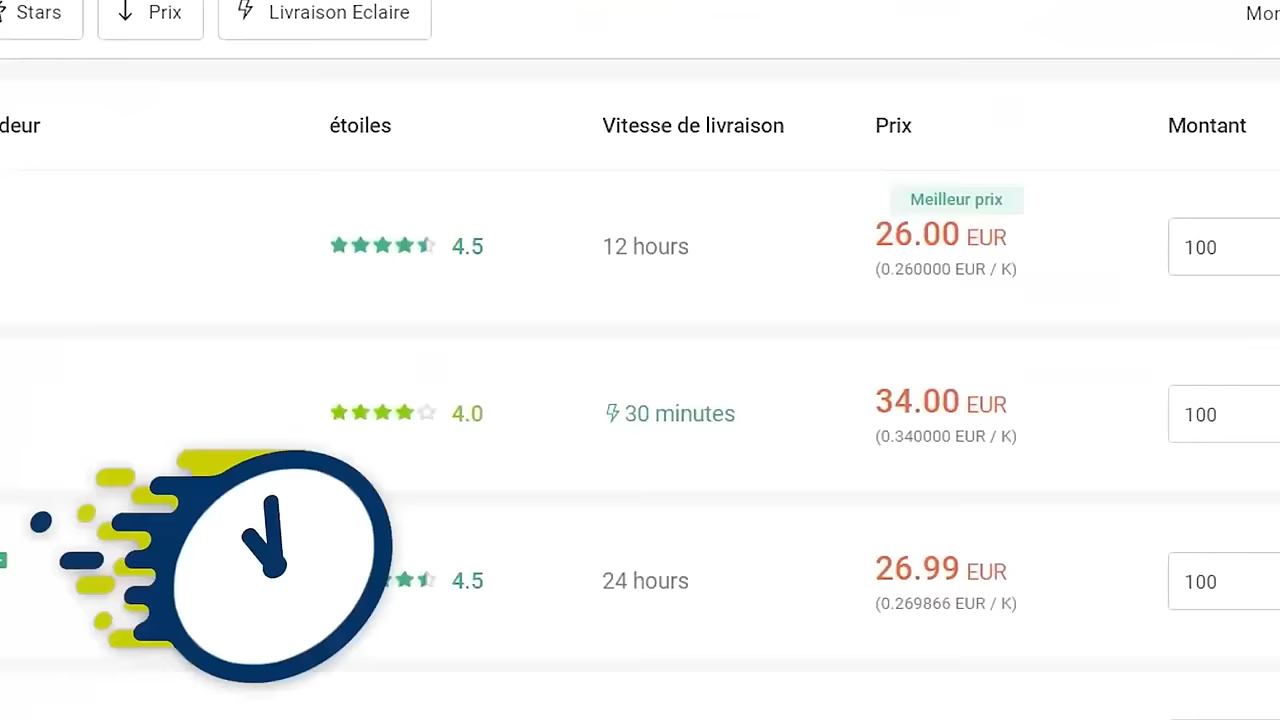 Stars
Prix
Livraison Eclaire
deur
étoiles
Vitesse de livraison
Prix
Montant
Meilleur prix
4.5
12 hours
26.00 EUR
100
(0.260000 EUR / K)
4.0
30 minutes
34.00 EUR
100
(0.340000 EUR / K)
4.5
24 hours
26.99 EUR
100
(0.269866 EUR / K)